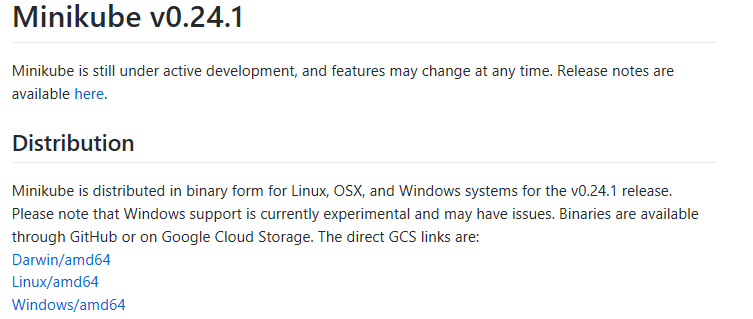 Minikube v0.24.1
Minikube is still under active development, and features may change at any time. Release notes are
available here.
Distribution
Minikube is distributed in binary form for Linux, OSX, and Windows systems for the v0.24.1 release.
Please note that Windows support is currently experimental and may have issues. Binaries are available
through GitHub or on Google Cloud Storage. The direct GCS links are:
Darwin/amd64
Linux/amd64
Windows/amd64